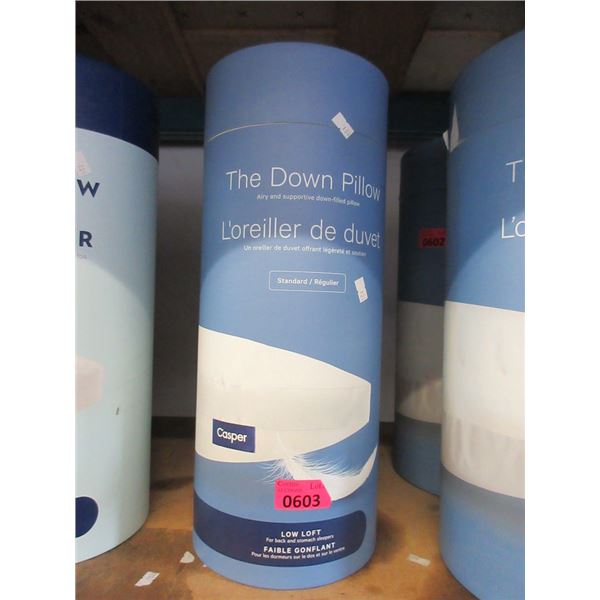 The Down Pillow
Airy and supportive down-filled pillow
L'oreiller de duvet
Un oreiller de duvet offrant légèreté et soutien
Standard / Régulier
Casper
Lot
0603
LOW LOFT
For back and stomach sleepers
FAIBLE GONFLANT
Pour les dormeurs sur le dos et sur le ventre
OW
R
0602
T
L'o